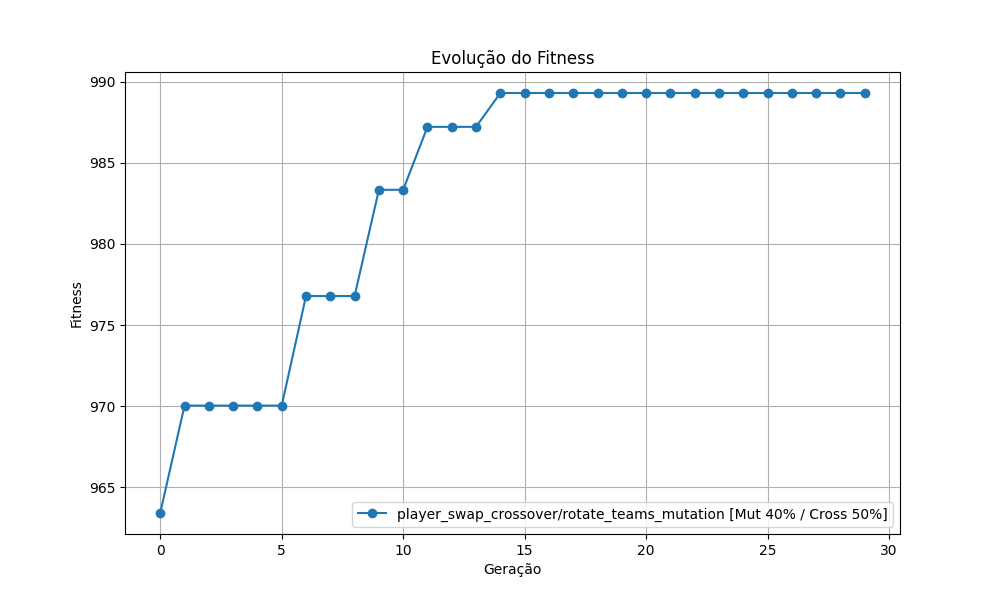 Evolução do Fitness
Fitness
990
985
980
975
970
965
0 5 10 15 20 25 30
Geração
player_swap_crossover/rotate_teams_mutation [Mut 40% / Cross 50%]